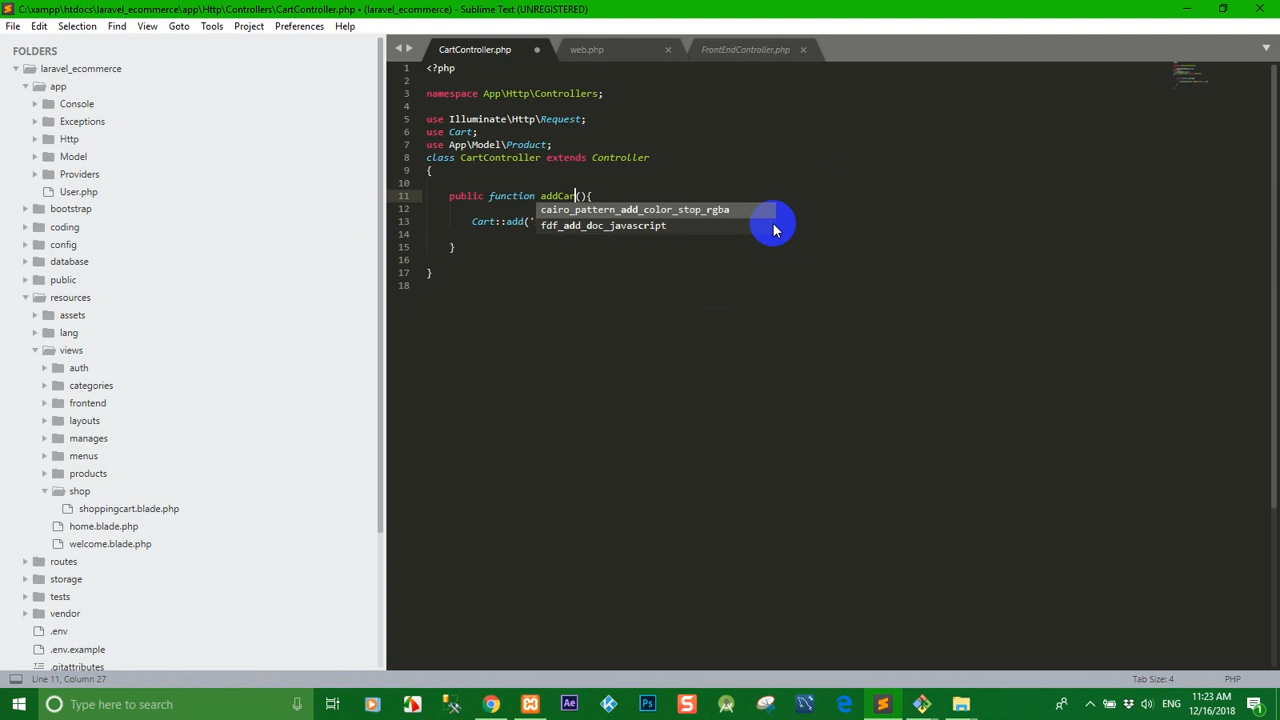 C:\xampp\htdocs\laravel_ecommerce\app\Http\Controllers\CartController.php • (laravel_ecommerce) - Sublime Text (UNREGISTERED)
File Edit Selection Find View Goto Tools Project Preferences Help
FOLDERS
laravel_ecommerce
app
Console
Exceptions
Http
Model
Providers
User.php
bootstrap
coding
config
database
public
resources
assets
lang
views
auth
categories
frontend
layouts
manages
menus
products
shop
shoppingcart.blade.php
home.blade.php
welcome.blade.php
routes
storage
tests
vendor
.env
.env.example
.gitattributes
CartController.php web.php FrontEndController.php
1 <?php
2
3 namespace App\Http\Controllers;
4
5 use Illuminate\Http\Request;
6 use Cart;
7 use App\Model\Product;
8 class CartController extends Controller
9 {
10
11 public function addCar(){
12 cairo_pattern_add_color_stop_rgba
13 Cart::add(' fdf_add_doc_javascript
14
15 }
16
17 }
18
Line 11, Column 27 Tab Size: 4 PHP
Type here to search
ENG
11:23 AM
12/16/2018